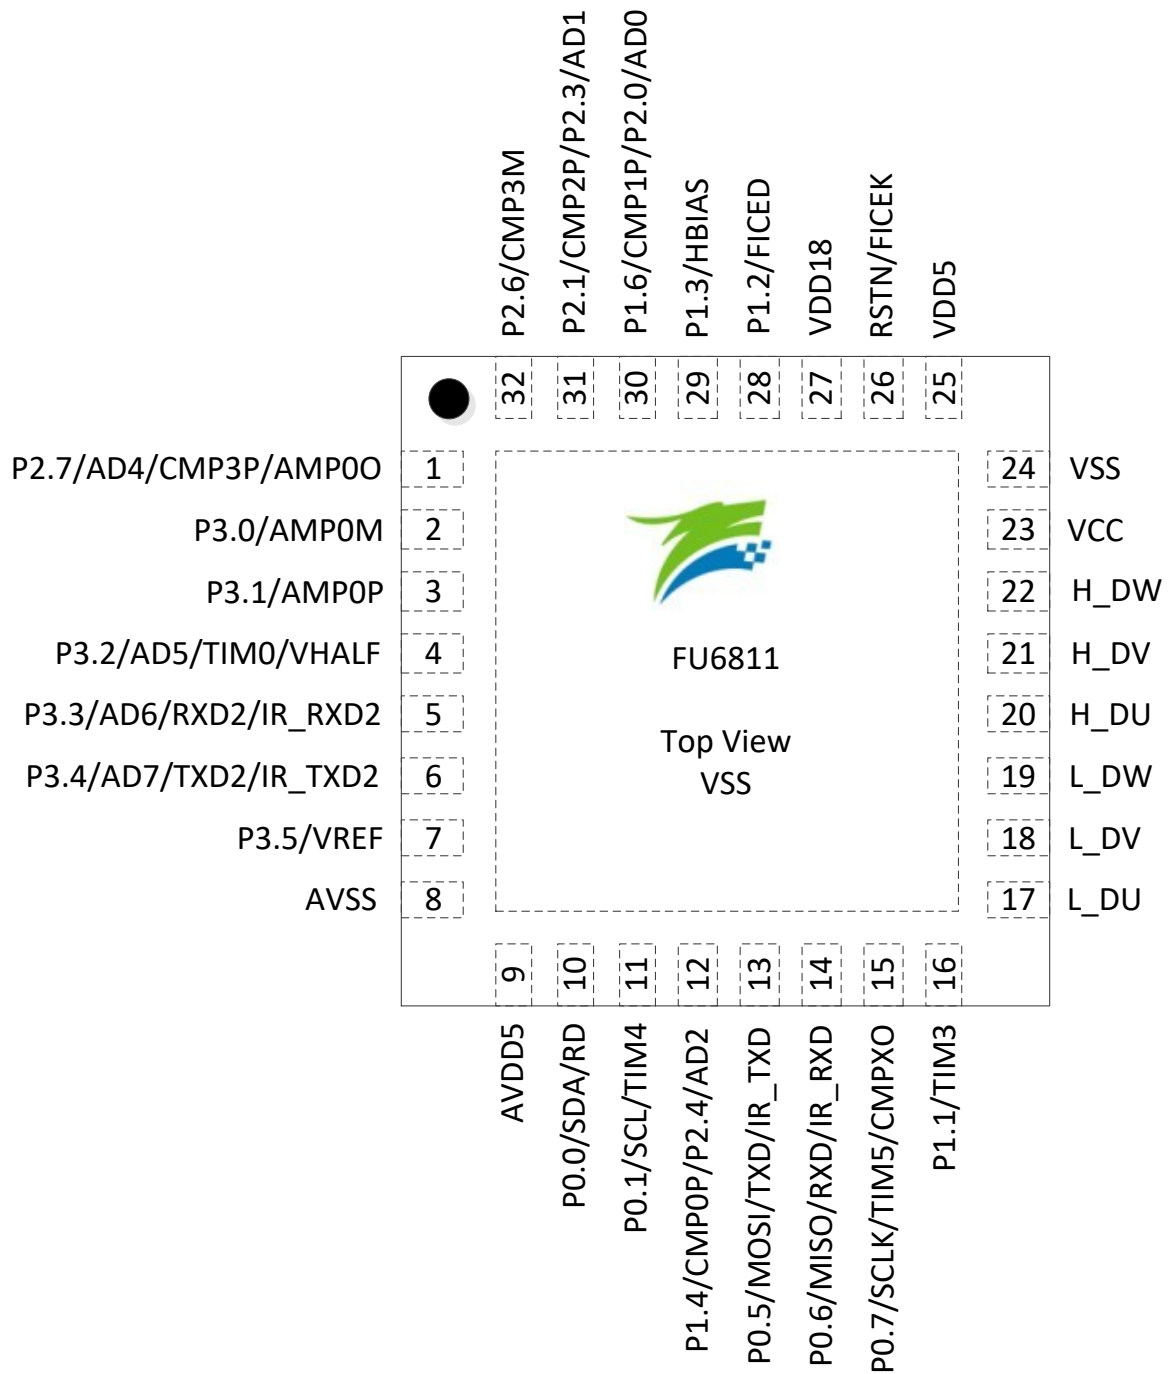 P2.6/CMP3M
P2.1/CMP2P/P2.3/AD1
P1.6/CMP1P/P2.0/AD0
P1.3/HBIAS
P1.2/FICED
VDD18
RSTN/FICEK
VDD5
32
31
30
29
28
27
26
25
P2.7/AD4/CMP3P/AMP0O 1
P3.0/AMP0M 2
P3.1/AMP0P 3
P3.2/AD5/TIM0/VHALF 4
P3.3/AD6/RXD2/IR_RXD2 5
P3.4/AD7/TXD2/IR_TXD2 6
P3.5/VREF 7
AVSS 8
FU6811
Top View
VSS
24 VSS
23 VCC
22 H_DW
21 H_DV
20 H_DU
19 L_DW
18 L_DV
17 L_DU
9
10
11
12
13
14
15
16
AVDD5
P0.0/SDA/RD
P0.1/SCL/TIM4
P1.4/CMP0P/P2.4/AD2
P0.5/MOSI/TXD/IR_TXD
P0.6/MISO/RXD/IR_RXD
P0.7/SCLK/TIM5/CMPXO
P1.1/TIM3